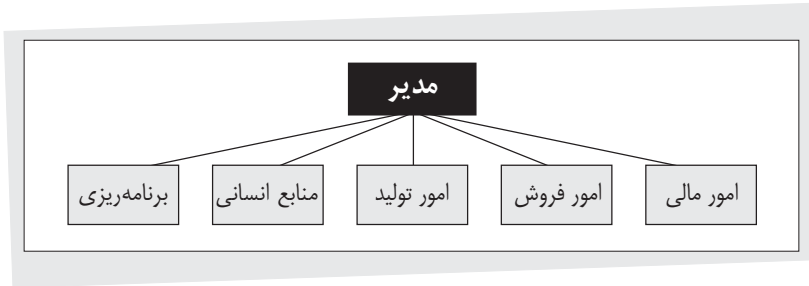 مدیر
امور مالی
امور فروش
امور تولید
منابع انسانی
برنامه‌ریزی